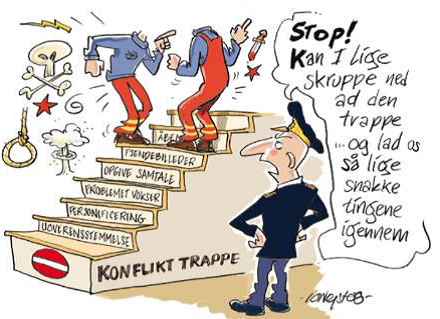 STOP!
KAN I lige
skruppe ned
ad den
trappe
...og lad os
så lige
snakke
tingene
igennem
ÅBEN
FJENDEBILLEDER
OPGIVE SAMTALE
PROBLEMET VOKSER
PERSONIFICERING
UOVERENSSTEMMELSE
KONFLIKT TRAPPE